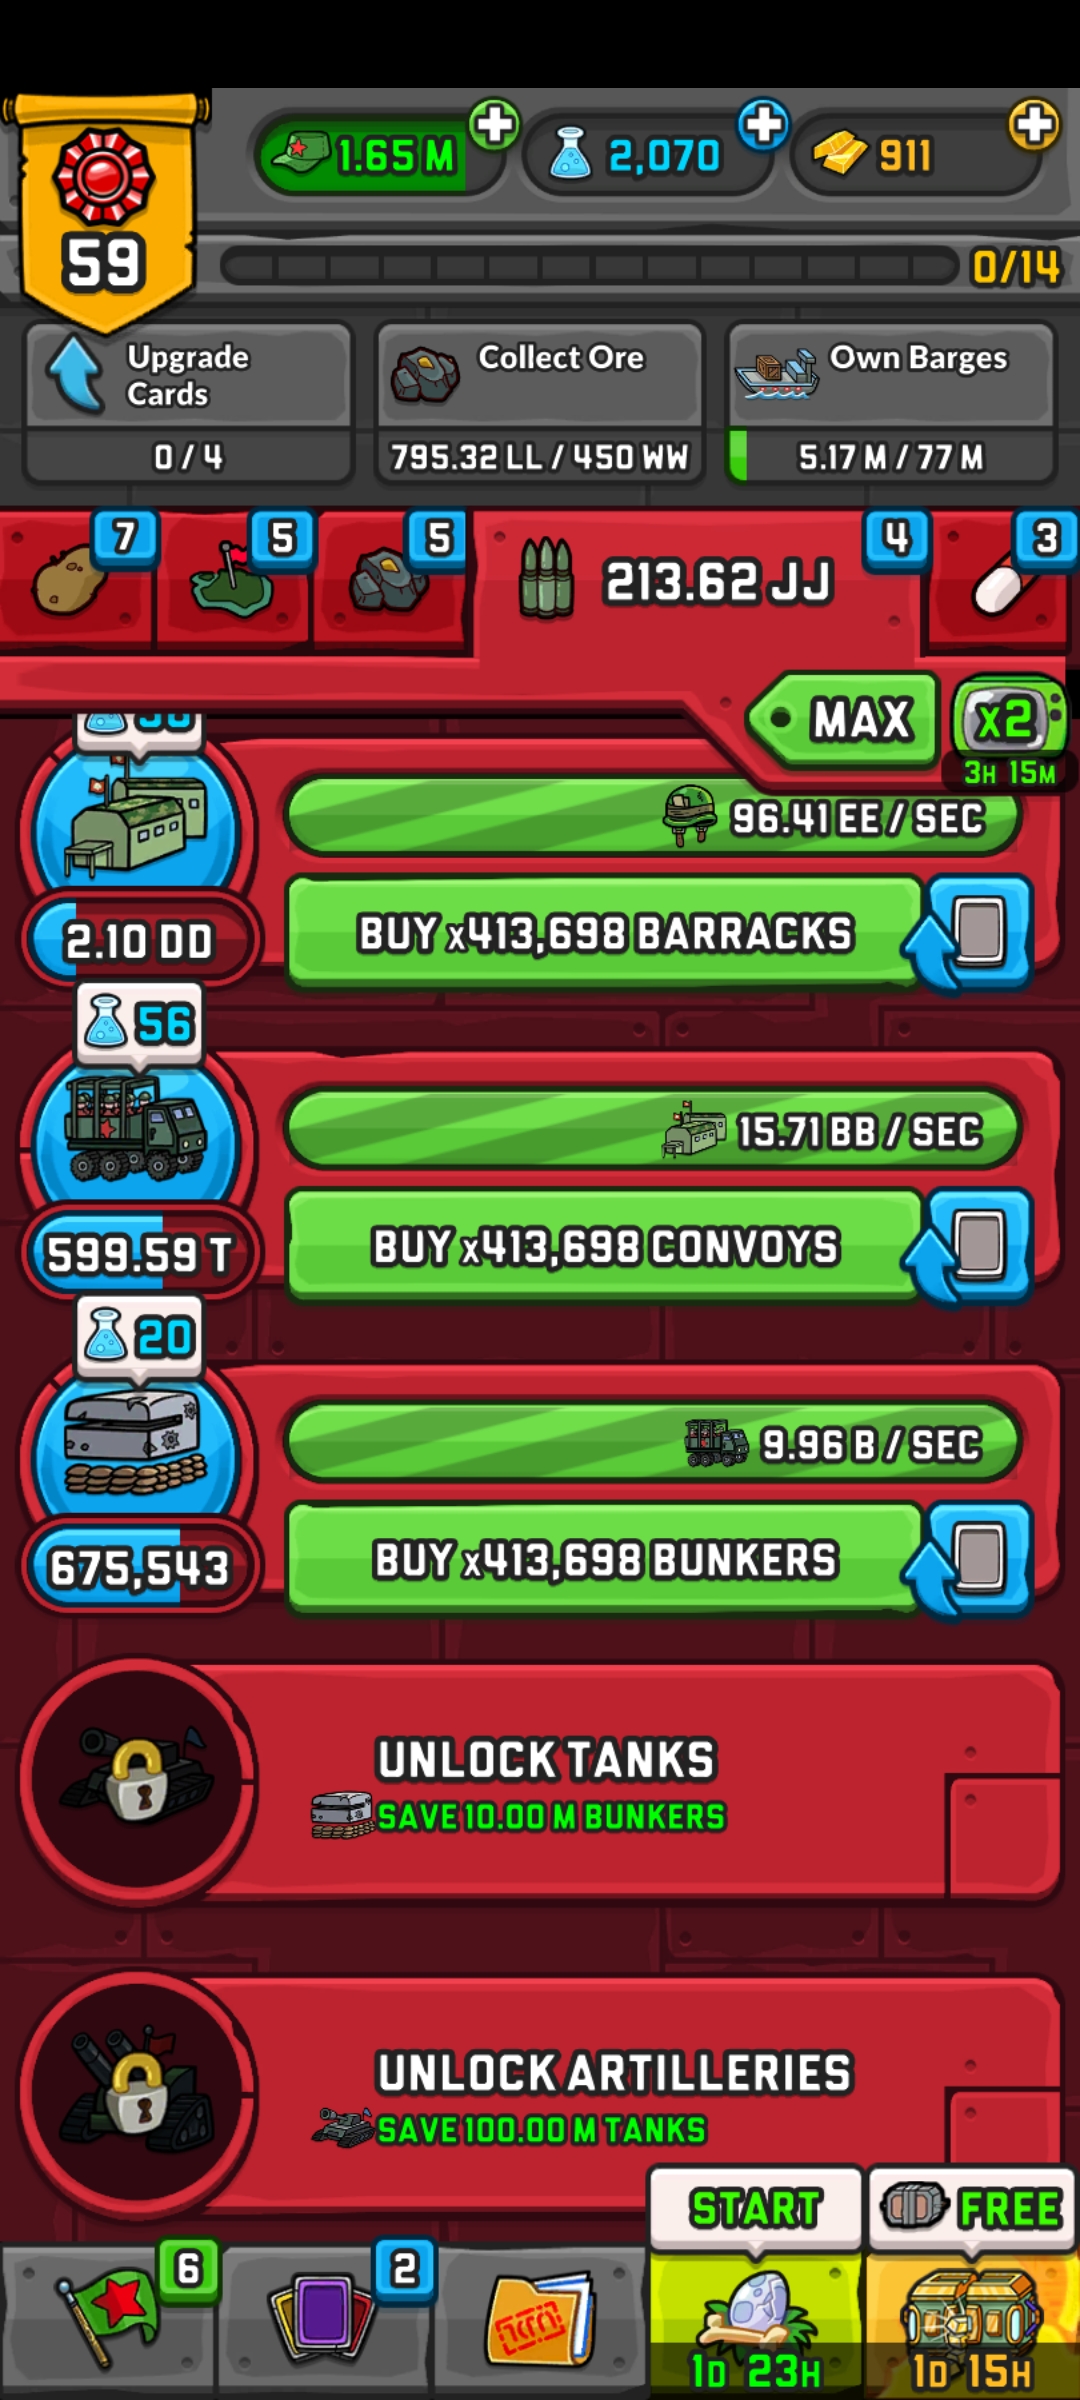 1.65 M
2,070
911
59
0/14
Upgrade
Cards
0 / 4
Collect Ore
795.32 LL / 450 WW
Own Barges
5.17 M / 77 M
7
5
5
213.62 JJ
4
3
MAX
x2
3H 15M
96.41 EE / SEC
BUY x413,698 BARRACKS
2.10 DD
56
15.71 BB / SEC
BUY x413,698 CONVOYS
599.59 T
20
9.96 B / SEC
BUY x413,698 BUNKERS
675,543
UNLOCK TANKS
SAVE 10.00 M BUNKERS
UNLOCK ARTILLERIES
SAVE 100.00 M TANKS
START
FREE
6
2
1D 23H
1D 15H